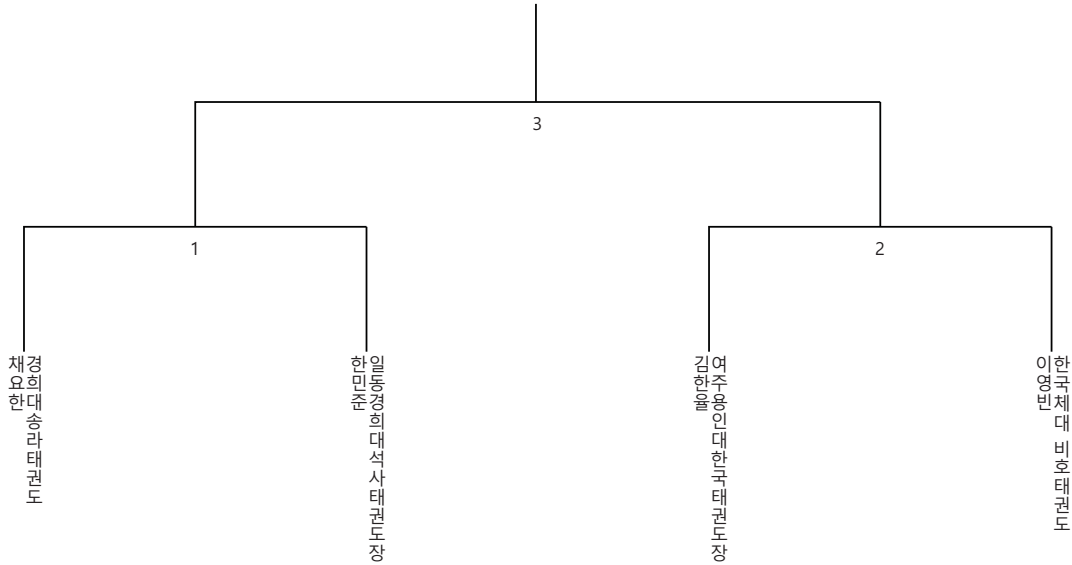 3
1
2
채요한
경희대송라태권도
한민준
일동경희대석사태권도장
김한율
여주용인대한국태권도장
이영빈
한국체대 비호태권도